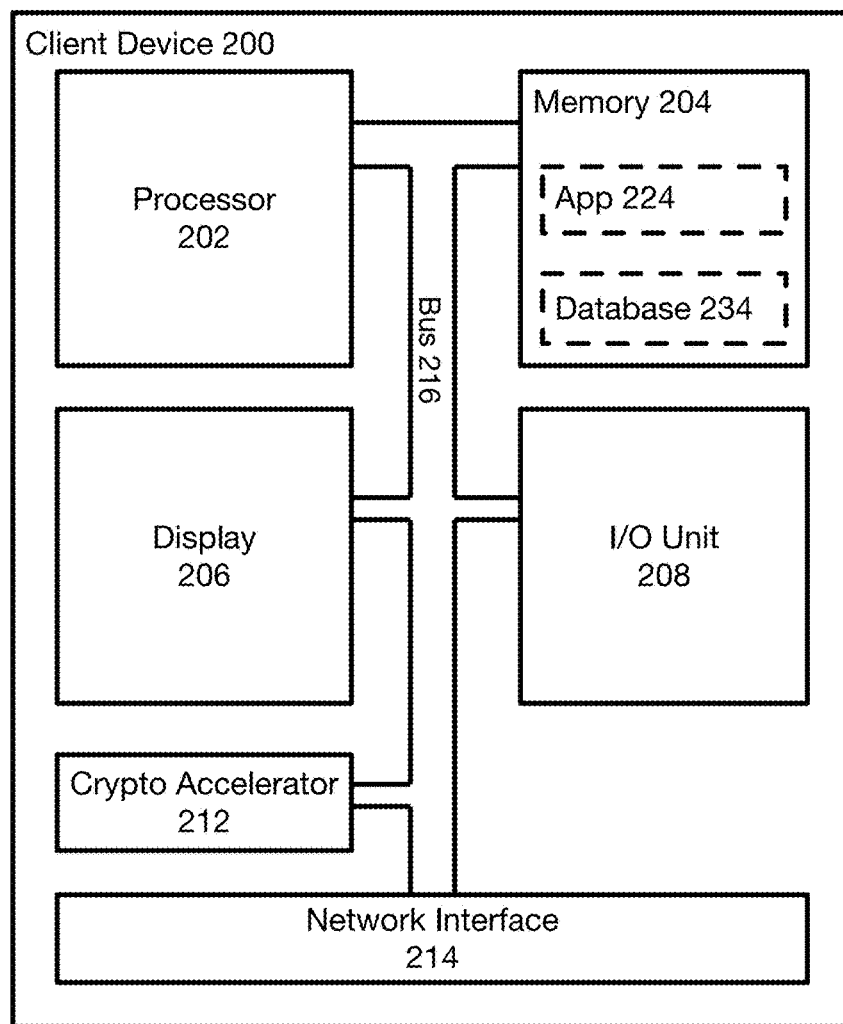 Client Device 200
Processor
202
Memory 204
App 224
Database 234
Bus 216
Display
206
I/O Unit
208
Crypto Accelerator
212
Network Interface
214